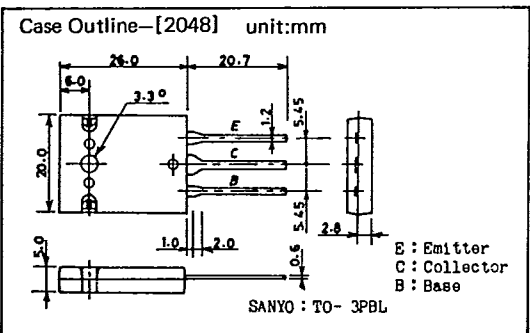 Case Outline–[2048] unit:mm
26.0
20.7
6.0
3.3°
1.2
5.45
E
C
B
20.0
5.45
1.0
2.0
2.8
5.0
0.6
E : Emitter
C : Collector
B : Base
SANYO : TO- 3PBL